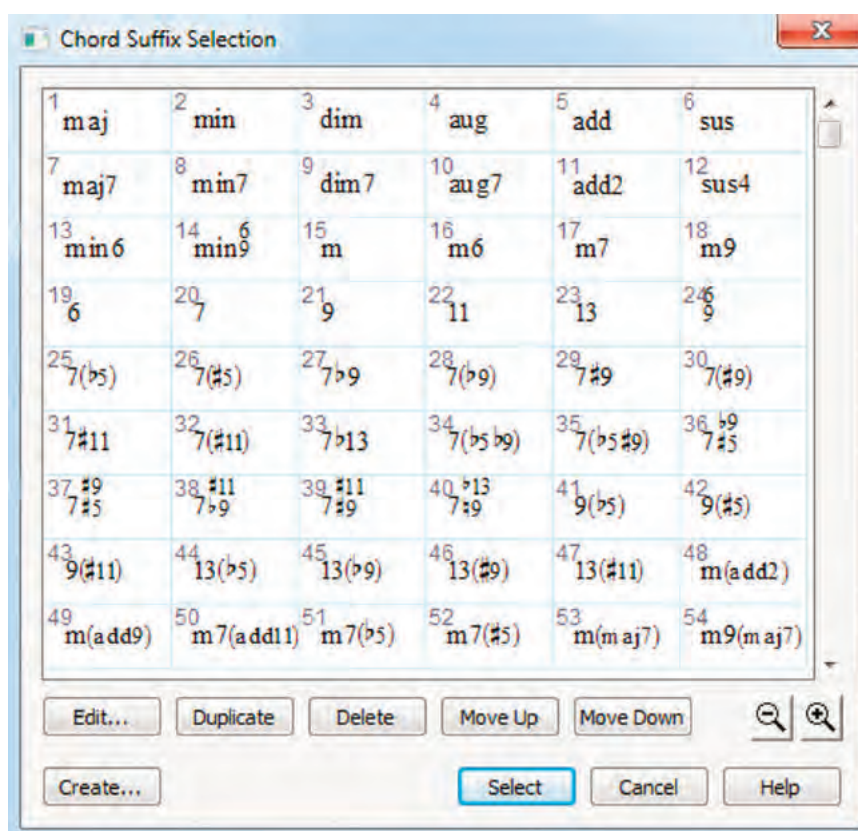 Chord Suffix Selection
1 maj 2 min 3 dim 4 aug 5 add 6 sus
7 maj7 8 min7 9 dim7 10 aug7 11 add2 12 sus4
13 min6 14 min6/9 15 m 16 m6 17 m7 18 m9
19 6 20 7 21 9 22 11 23 13 24 6/9
25 7(♭5) 26 7(♯5) 27 7♭9 28 7(♭9) 29 7♯9 30 7(♯9)
31 7♯11 32 7(♯11) 33 7♭13 34 7(♭5♭9) 35 7(♭5♯9) 36 7♭9♯5
37 7♯9♯5 38 7♯11♭9 39 7♯11♯9 40 7♭13♮9 41 9(♭5) 42 9(♯5)
43 9(♯11) 44 13(♭5) 45 13(♭9) 46 13(♯9) 47 13(♯11) 48 m(add2)
49 m(add9) 50 m7(add11) 51 m7(♭5) 52 m7(♯5) 53 m(maj7) 54 m9(maj7)
Edit... Duplicate Delete Move Up Move Down
Create... Select Cancel Help